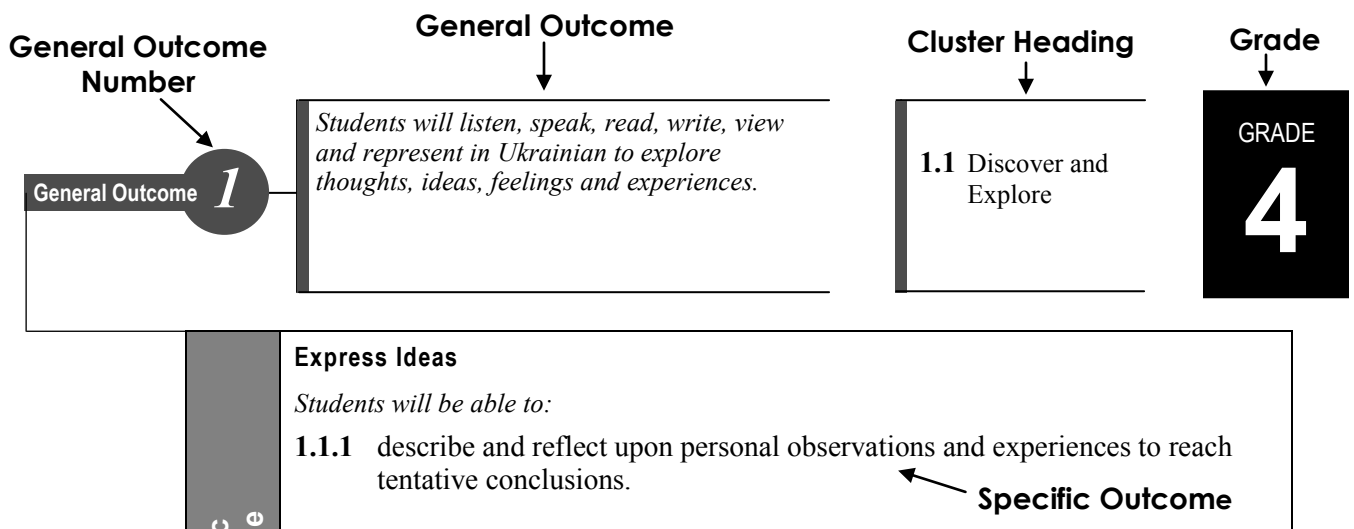 General Outcome
Number
General Outcome
Cluster Heading
Grade
General Outcome 1
Students will listen, speak, read, write, view
and represent in Ukrainian to explore
thoughts, ideas, feelings and experiences.
1.1 Discover and
Explore
GRADE
4
Express Ideas
Students will be able to:
1.1.1 describe and reflect upon personal observations and experiences to reach
tentative conclusions.
Specific Outcome